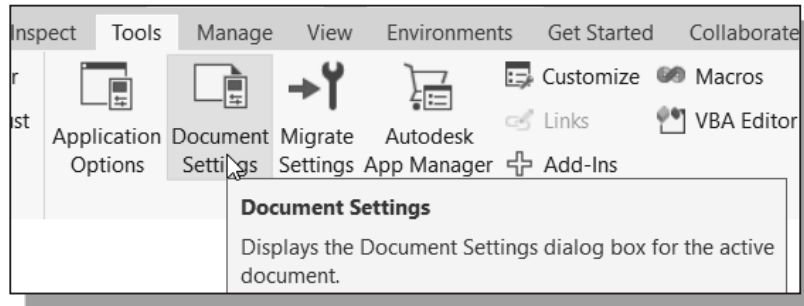 Inspect Tools Manage View Environments Get Started Collaborate
r
ist
Application Options
Document Settings
Migrate Settings
Autodesk App Manager
Customize
Links
Add-Ins
Macros
VBA Editor
Document Settings
Displays the Document Settings dialog box for the active
document.